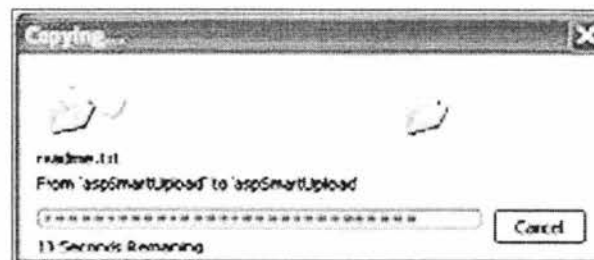 Copying...
readme.txt
From 'aspSmartUpload' to 'aspSmartUpload'
Cancel
13 Seconds Remaining